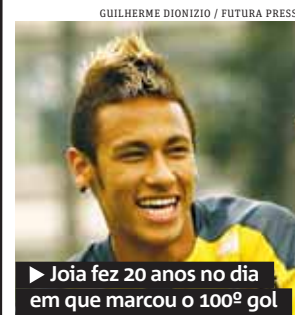 GUILHERME DIONIZIO / FUTURA PRESS
▶ Joia fez 20 anos no dia
em que marcou o 100º gol